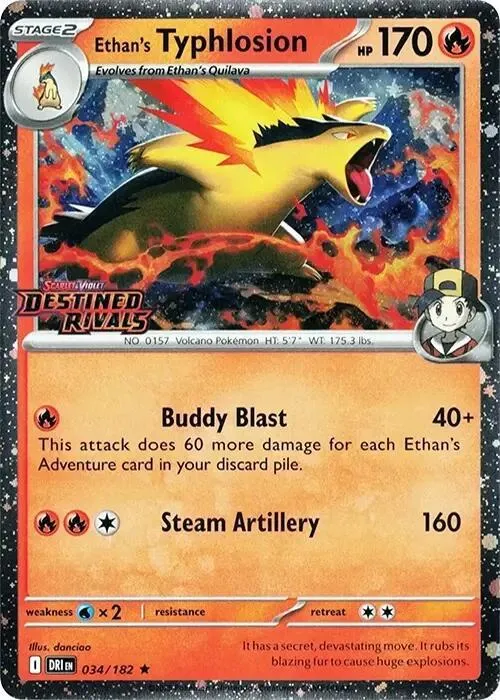 STAGE 2
Ethan's Typhlosion HP 170
Evolves from Ethan's Quilava
SCARLET & VIOLET
DESTINED
RIVALS
NO. 0157 Volcano Pokémon HT: 5'7" WT: 175.3 lbs.
Buddy Blast 40+
This attack does 60 more damage for each Ethan's
Adventure card in your discard pile.
Steam Artillery 160
weakness ×2 resistance retreat
Illus. danciao
It has a secret, devastating move. It rubs its
blazing fur to cause huge explosions.
I DRI EN 034/182 ★